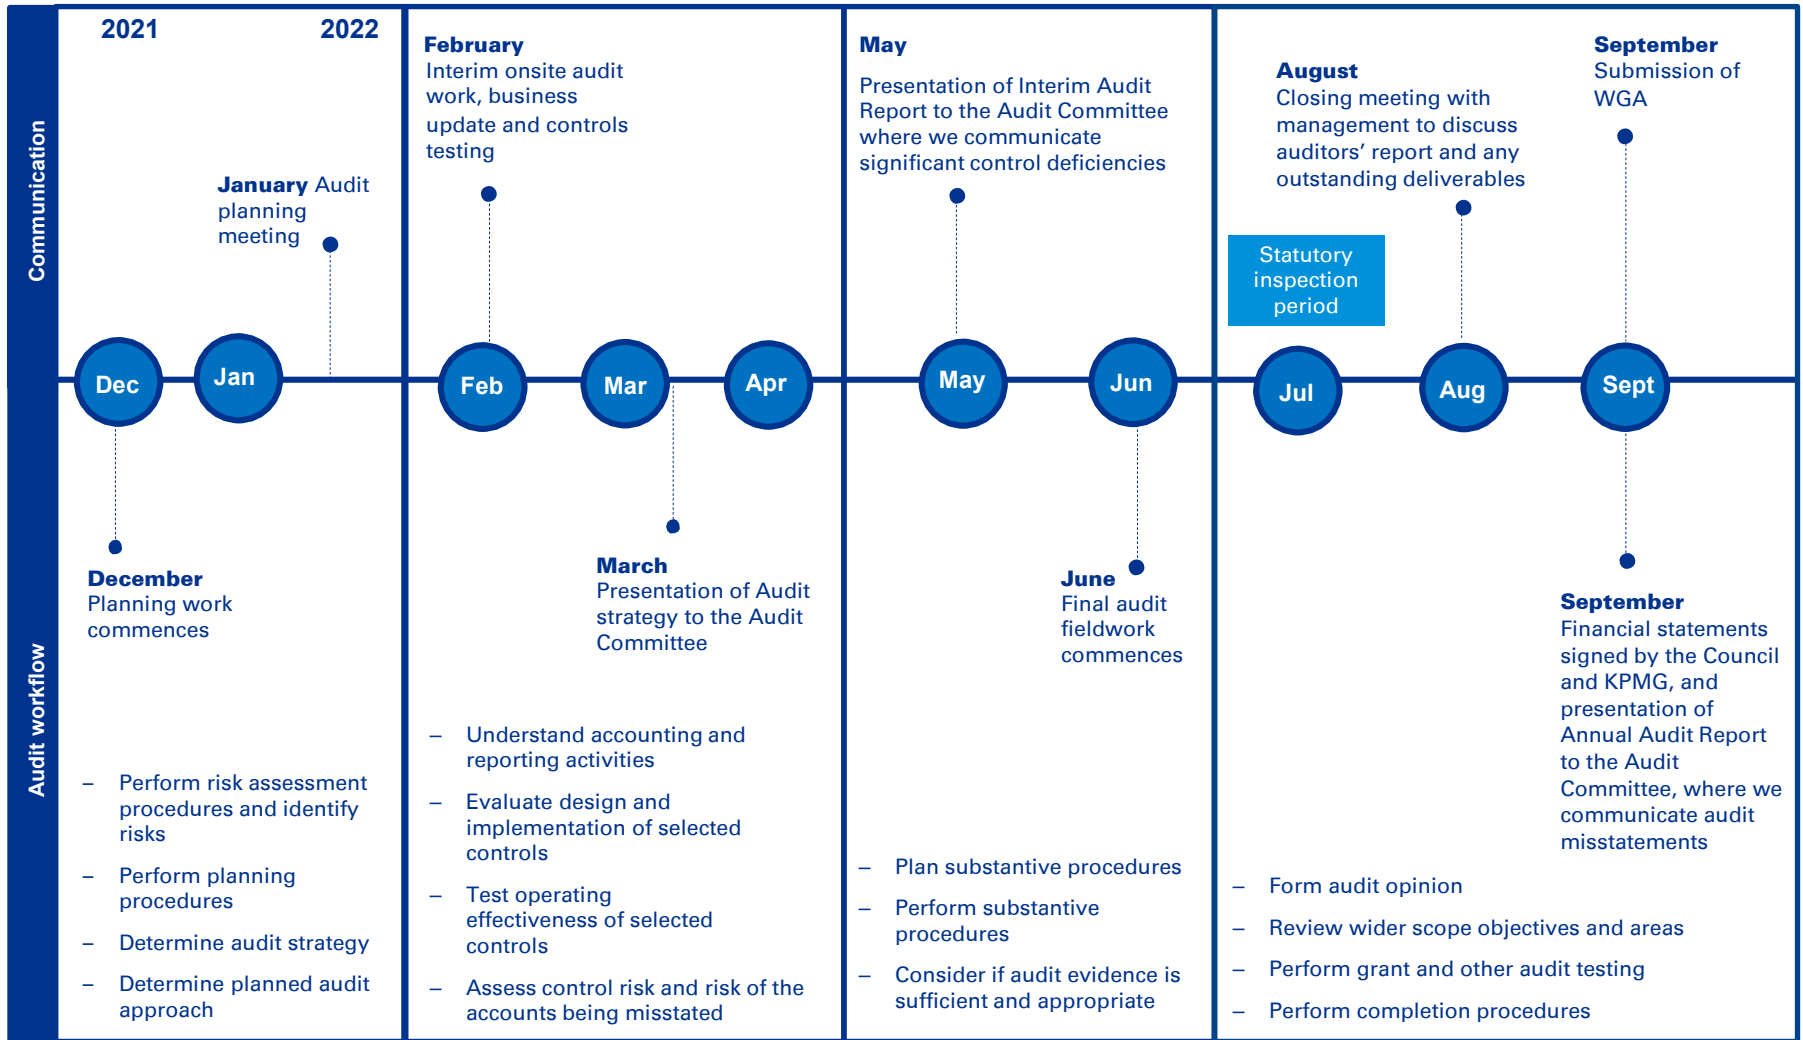 Communication
Audit workflow
2021
2022
January Audit
planning
meeting
Dec
Jan
December
Planning work
commences
– Perform risk assessment
procedures and identify
risks
– Perform planning
procedures
– Determine audit strategy
– Determine planned audit
approach
February
Interim onsite audit
work, business
update and controls
testing
Feb
Mar
Apr
March
Presentation of Audit
strategy to the Audit
Committee
– Understand accounting and
reporting activities
– Evaluate design and
implementation of selected
controls
– Test operating
effectiveness of selected
controls
– Assess control risk and risk of the
accounts being misstated
May
Presentation of Interim Audit
Report to the Audit Committee
where we communicate
significant control deficiencies
May
Jun
June
Final audit
fieldwork
commences
– Plan substantive procedures
– Perform substantive
procedures
– Consider if audit evidence is
sufficient and appropriate
August
Closing meeting with
management to discuss
auditors’ report and any
outstanding deliverables
September
Submission of
WGA
Statutory
inspection
period
Jul
Aug
Sept
September
Financial statements
signed by the Council
and KPMG, and
presentation of
Annual Audit Report
to the Audit
Committee, where we
communicate audit
misstatements
– Form audit opinion
– Review wider scope objectives and areas
– Perform grant and other audit testing
– Perform completion procedures